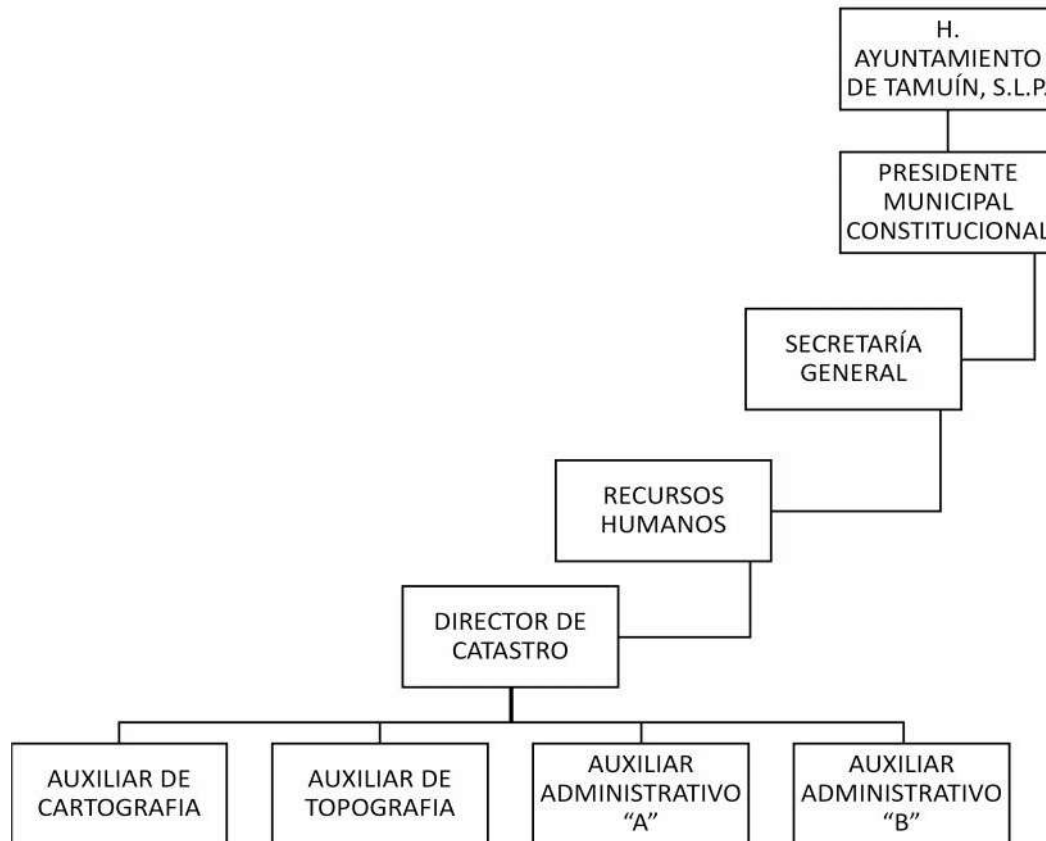 H.
AYUNTAMIENTO
DE TAMUÍN, S.L.P.
PRESIDENTE
MUNICIPAL
CONSTITUCIONAL
SECRETARÍA
GENERAL
RECURSOS
HUMANOS
DIRECTOR DE
CATASTRO
AUXILIAR DE
CARTOGRAFIA
AUXILIAR DE
TOPOGRAFIA
AUXILIAR
ADMINISTRATIVO
“A”
AUXILIAR
ADMINISTRATIVO
“B”